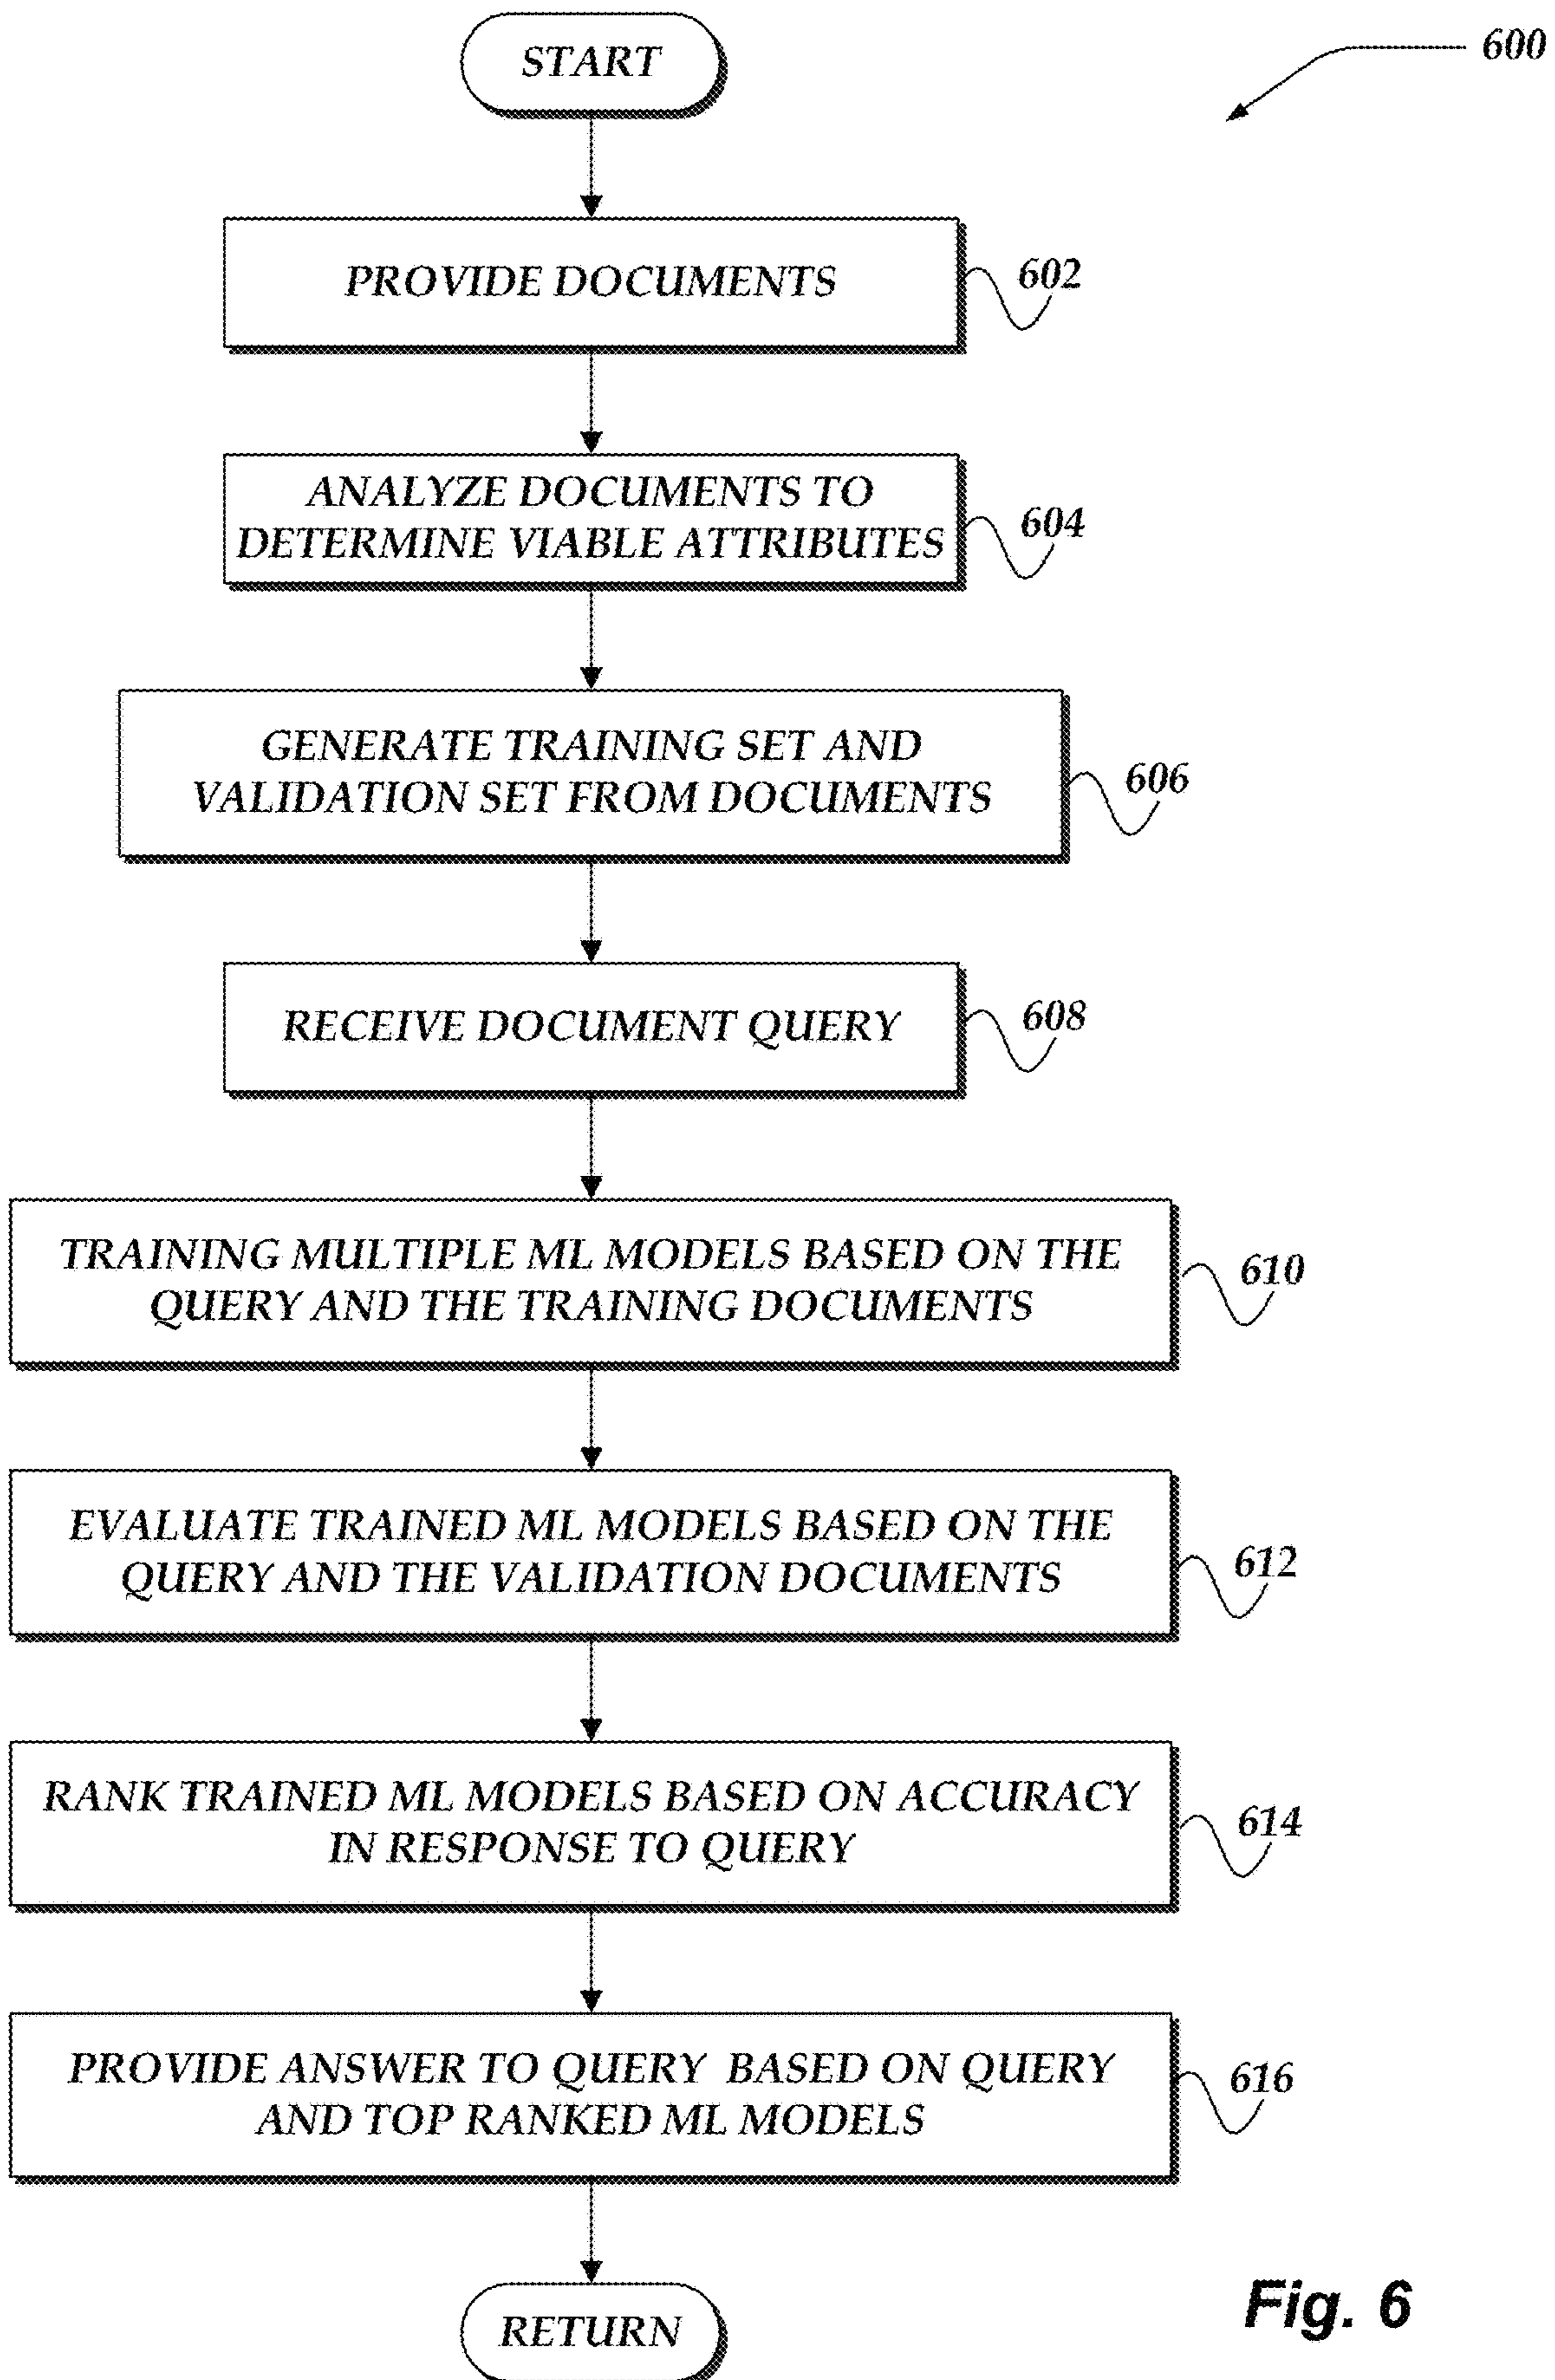 START
600
PROVIDE DOCUMENTS
602
ANALYZE DOCUMENTS TO
DETERMINE VIABLE ATTRIBUTES
604
GENERATE TRAINING SET AND
VALIDATION SET FROM DOCUMENTS
606
RECEIVE DOCUMENT QUERY
608
TRAINING MULTIPLE ML MODELS BASED ON THE
QUERY AND THE TRAINING DOCUMENTS
610
EVALUATE TRAINED ML MODELS BASED ON THE
QUERY AND THE VALIDATION DOCUMENTS
612
RANK TRAINED ML MODELS BASED ON ACCURACY
IN RESPONSE TO QUERY
614
PROVIDE ANSWER TO QUERY BASED ON QUERY
AND TOP RANKED ML MODELS
616
RETURN
Fig. 6